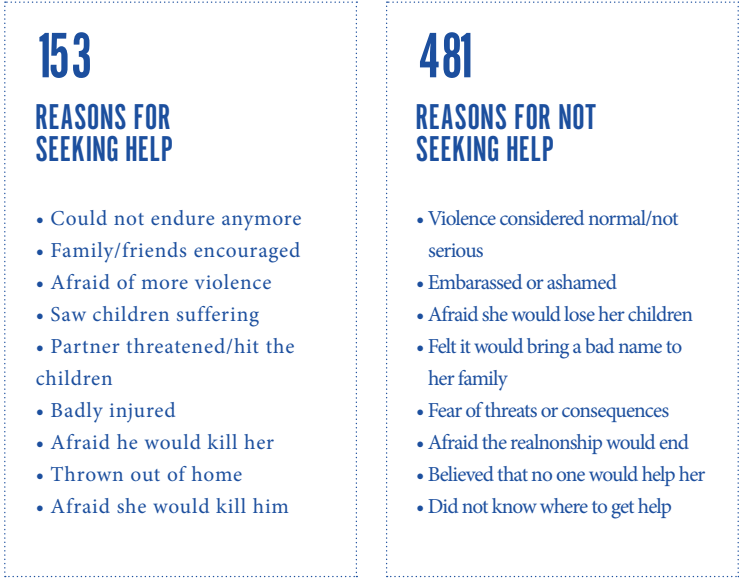 153
REASONS FOR
SEEKING HELP
• Could not endure anymore
• Family/friends encouraged
• Afraid of more violence
• Saw children suffering
• Partner threatened/hit the
children
• Badly injured
• Afraid he would kill her
• Thrown out of home
• Afraid she would kill him
481
REASONS FOR NOT
SEEKING HELP
• Violence considered normal/not
serious
• Embarassed or ashamed
• Afraid she would lose her children
• Felt it would bring a bad name to
her family
• Fear of threats or consequences
• Afraid the realnonship would end
• Believed that no one would help her
• Did not know where to get help